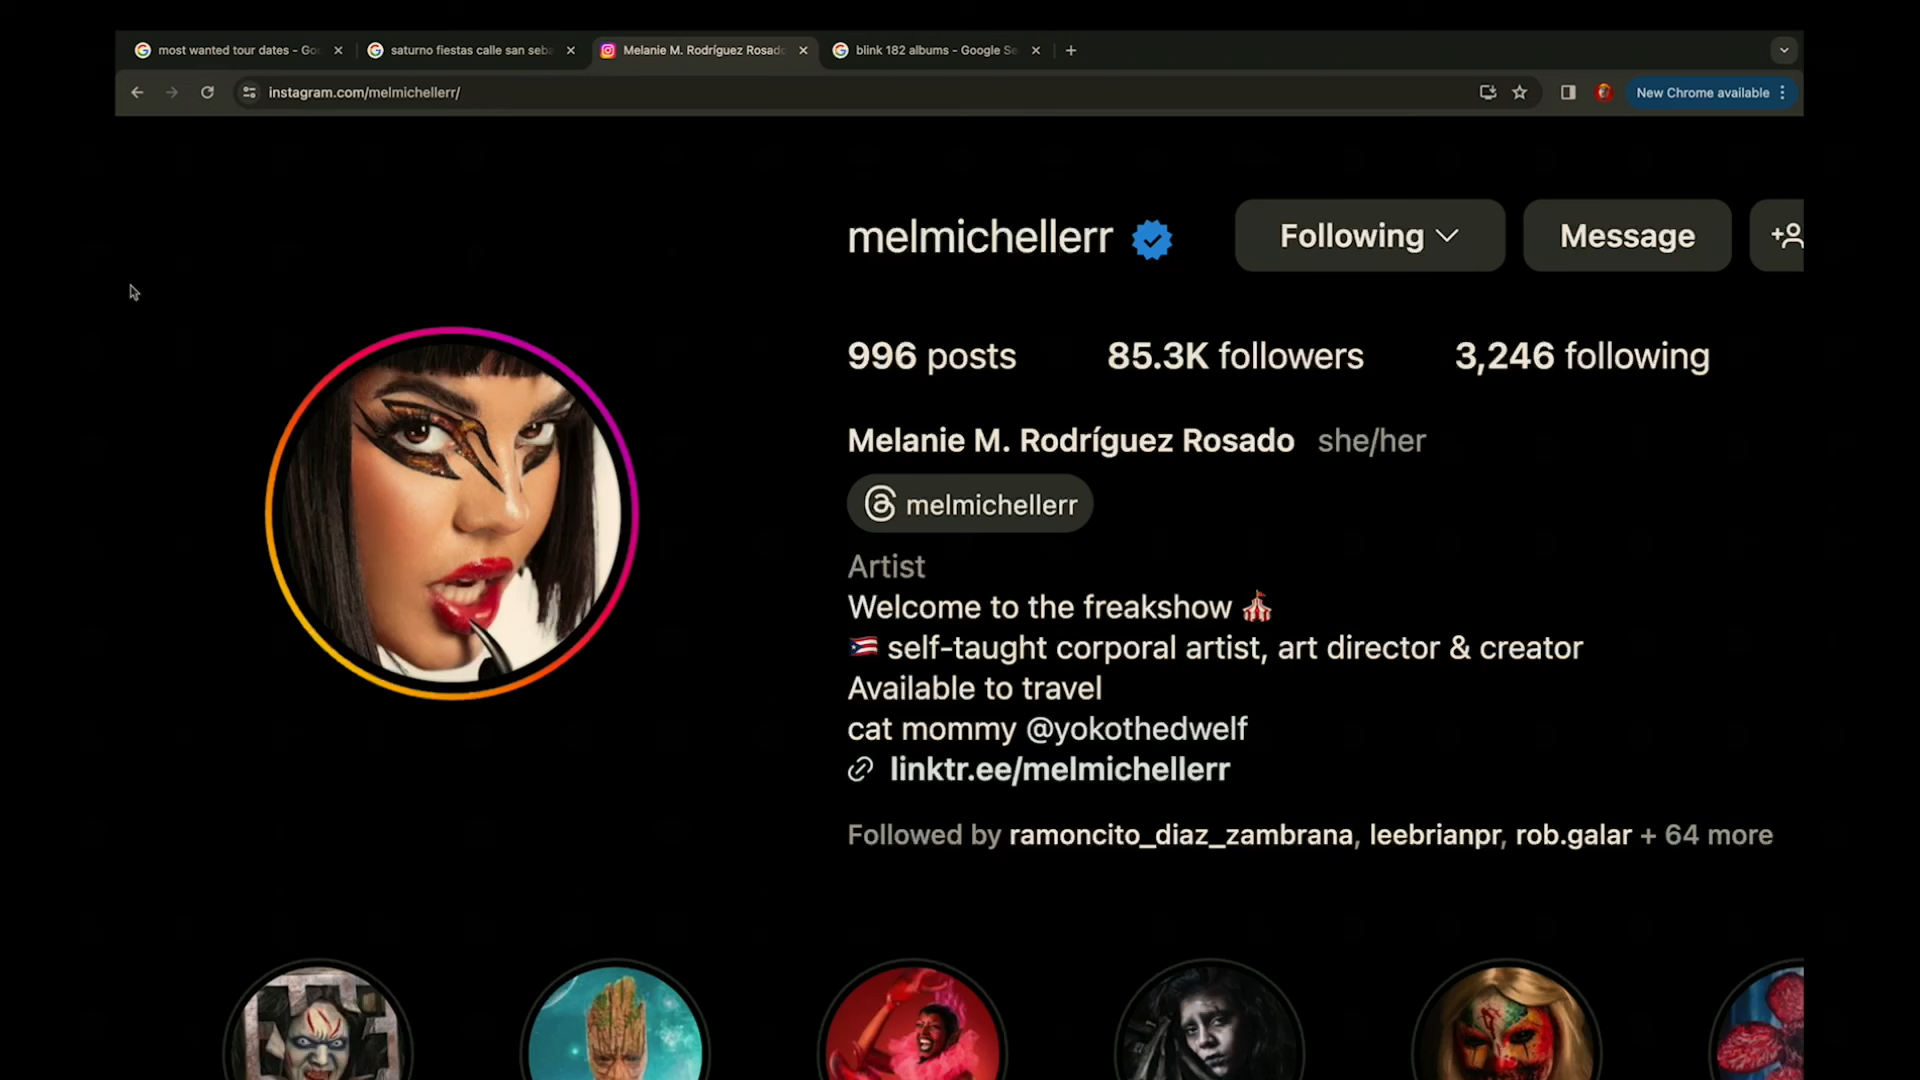 most wanted tour dates - Goo
saturno fiestas calle san seba
Melanie M. Rodríguez Rosado
blink 182 albums - Google Se
instagram.com/melmichellerr/
New Chrome available
melmichellerr
Following
Message
996 posts
85.3K followers
3,246 following
Melanie M. Rodríguez Rosado she/her
melmichellerr
Artist
Welcome to the freakshow 🎪
🇵🇷 self-taught corporal artist, art director & creator
Available to travel
cat mommy @yokothedwelf
linktr.ee/melmichellerr
Followed by ramoncito_diaz_zambrana, leebrianpr, rob.galar + 64 more